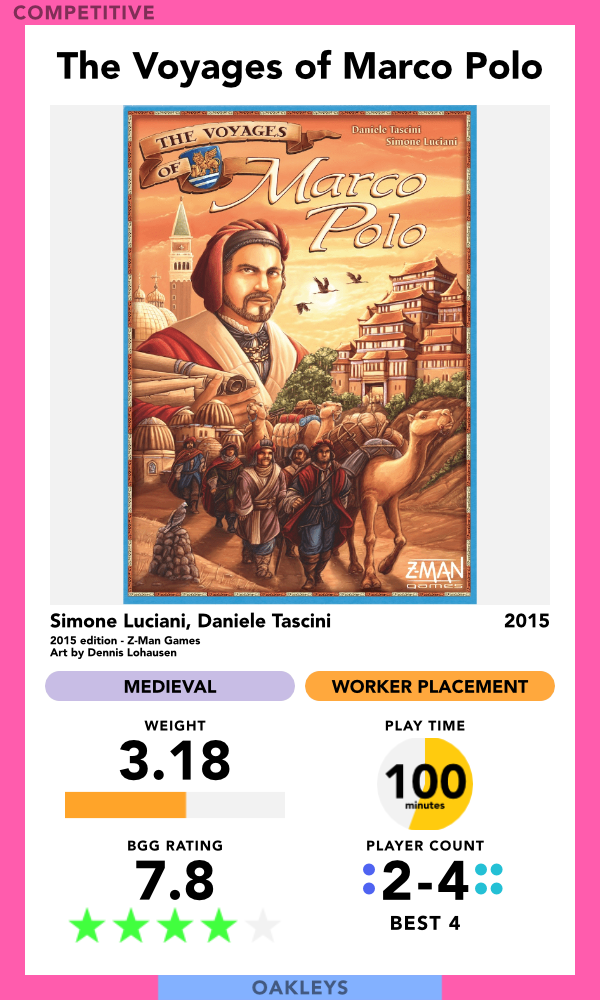 COMPETITIVE
The Voyages of Marco Polo
Daniele Tascini
Simone Luciani
THE VOYAGES
OF
Marco
Polo
Z-MAN
games
Simone Luciani, Daniele Tascini
2015
2015 edition - Z-Man Games
Art by Dennis Lohausen
MEDIEVAL
WORKER PLACEMENT
WEIGHT
3.18
PLAY TIME
100
minutes
BGG RATING
7.8
PLAYER COUNT
2-4
BEST 4
OAKLEYS